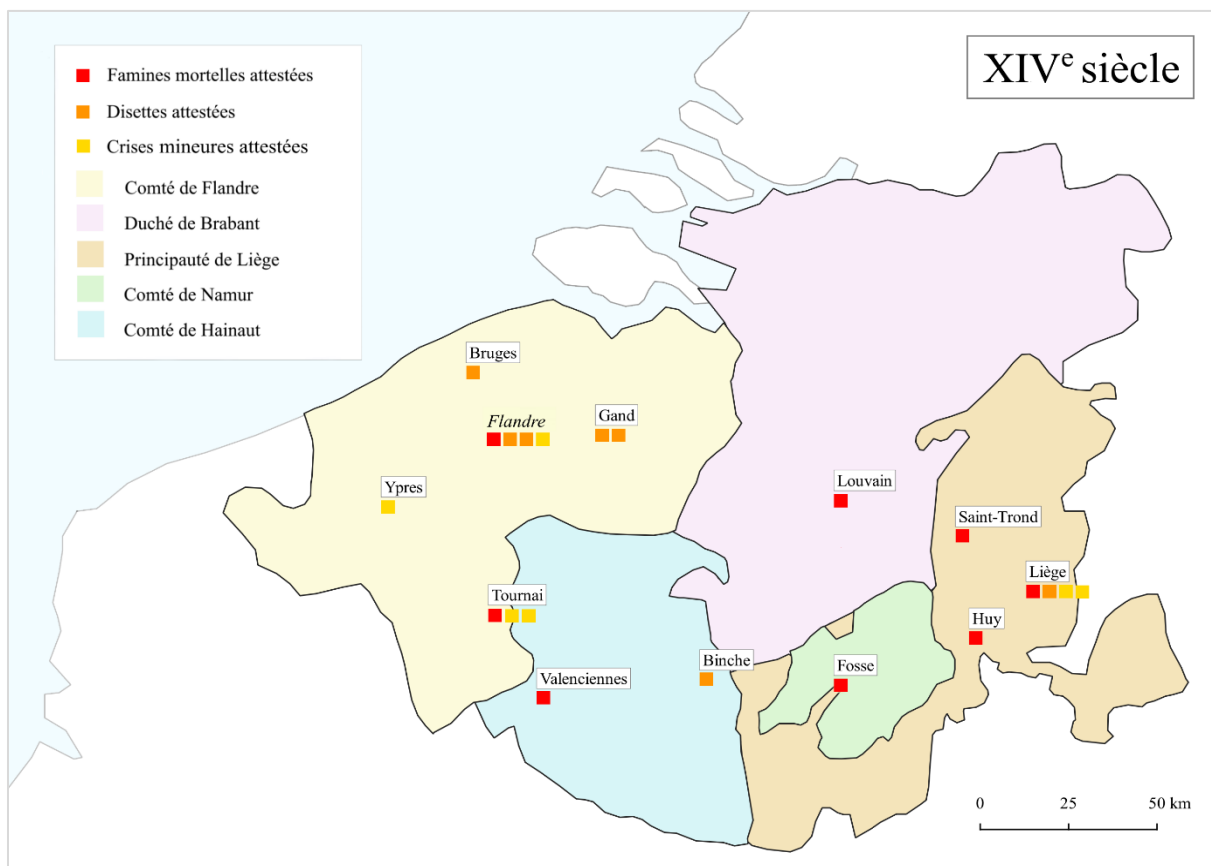 XIVe siècle
Famines mortelles attestées
Disettes attestées
Crises mineures attestées
Comté de Flandre
Duché de Brabant
Principauté de Liège
Comté de Namur
Comté de Hainaut
Bruges
Flandre
Gand
Ypres
Louvain
Saint-Trond
Liège
Tournai
Huy
Binche
Fosse
Valenciennes
0 25 50 km